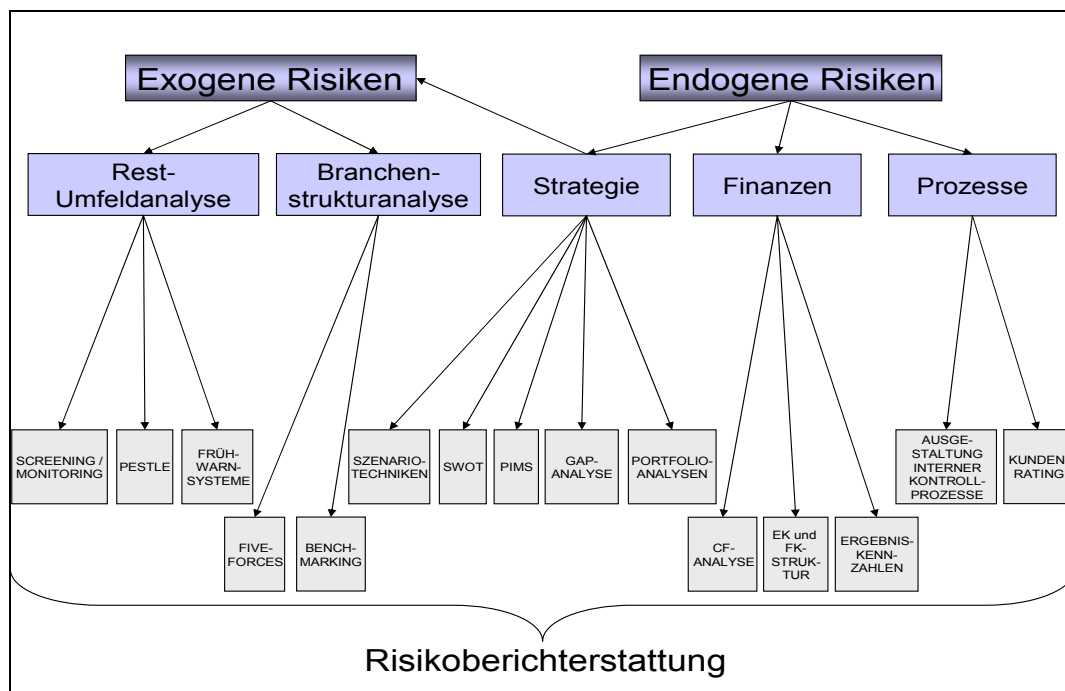 Exogene Risiken
Endogene Risiken
Rest-
Umfeldanalyse
Branchen-
strukturanalyse
Strategie
Finanzen
Prozesse
SCREENING /
MONITORING
PESTLE
FRÜH-
WARN-
SYSTEME
SZENARIO-
TECHNIKEN
SWOT
PIMS
GAP-
ANALYSE
PORTFOLIO-
ANALYSEN
AUSGE-
STALTUNG
INTERNER
KONTROLL-
PROZESSE
KUNDEN
RATING
FIVE-
FORCES
BENCH-
MARKING
CF-
ANALYSE
EK und
FK-
STRUK-
TUR
ERGEBNIS-
KENN-
ZAHLEN
Risikoberichterstattung